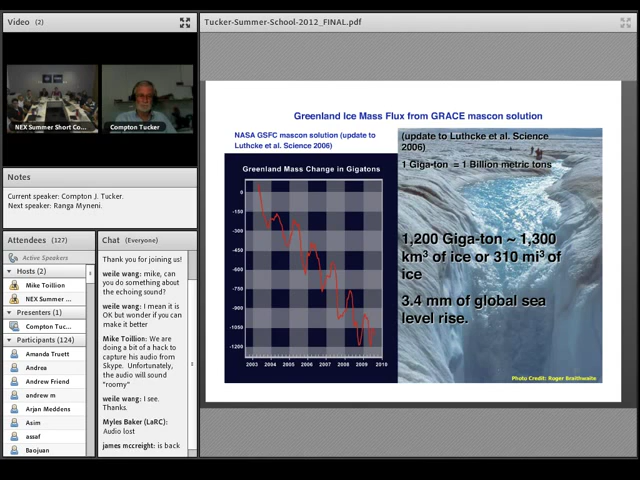 Video (2)
NEX Summer Short Co...
Compton Tucker
Notes
Current speaker: Compton J. Tucker.
Next speaker: Ranga Myneni.
Attendees (127)
Active Speakers
Hosts (2)
Mike Toillion
NEX Summer ...
Presenters (1)
Compton Tuc...
Participants (124)
Amanda Truett
Andrea
Andrew Friend
andrew m
Arjan Meddens
Asim
assaf
Baojuan
Chat (Everyone)
Thank you for joining us!
weile wang: mike, can
you do something about
the echoing sound?
weile wang: I mean it is
OK but wonder if you can
make it better
Mike Toillion: We are
doing a bit of a hack to
capture his audio from
Skype. Unfortunately,
the audio will sound
"roomy"
weile wang: I see.
Thanks.
Myles Baker (LaRC):
Audio lost
james mccreight: is back
Tucker-Summer-School-2012_FINAL.pdf
Greenland Ice Mass Flux from GRACE mascon solution
NASA GSFC mascon solution (update to
Luthcke et al. Science 2006)
Greenland Mass Change in Gigatons
0
-150
-300
-450
-600
-750
-900
-1050
-1200
2003 2004 2005 2006 2007 2008 2009 2010
(update to Luthcke et al. Science
2006)
1 Giga-ton = 1 Billion metric tons
1,200 Giga-ton ~ 1,300
km³ of ice or 310 mi³ of
ice
3.4 mm of global sea
level rise.
Photo Credit: Roger Braithwaite